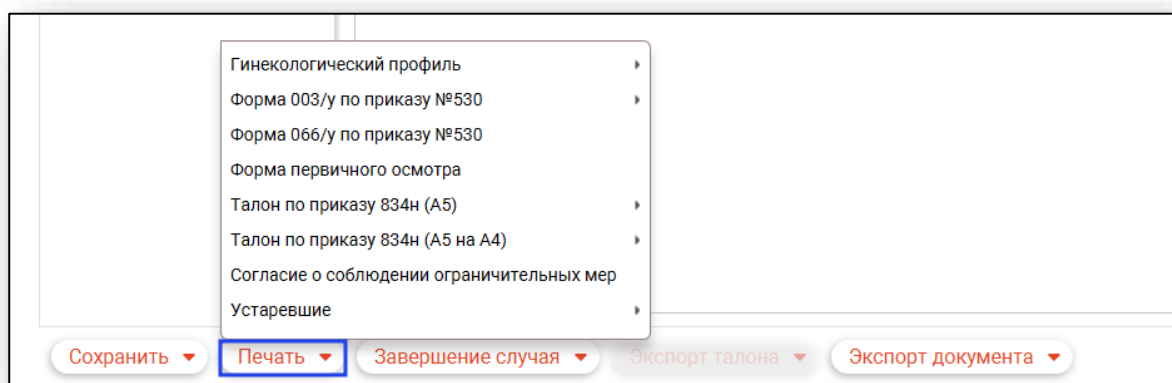 Гинекологический профиль
Форма 003/у по приказу №530
Форма 066/у по приказу №530
Форма первичного осмотра
Талон по приказу 834н (А5)
Талон по приказу 834н (А5 на А4)
Согласие о соблюдении ограничительных мер
Устаревшие
Сохранить Печать Завершение случая Экспорт талона Экспорт документа